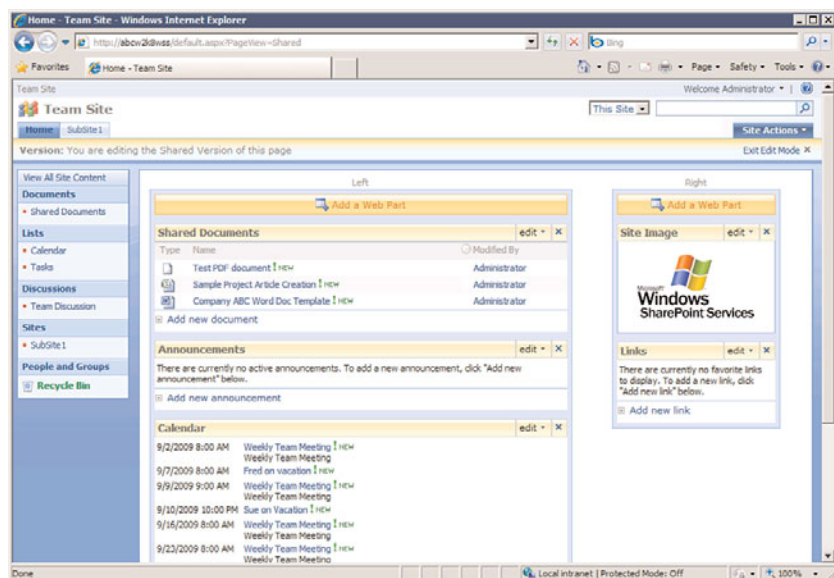 Home - Team Site - Windows Internet Explorer
http://abcw2k8wss/default.aspx?PageView=Shared
Bing
Favorites
Home - Team Site
Page
Safety
Tools
Team Site
Welcome Administrator
Team Site
This Site
Home
SubSite1
Site Actions
Version: You are editing the Shared Version of this page
Exit Edit Mode
View All Site Content
Documents
Shared Documents
Lists
Calendar
Tasks
Discussions
Team Discussion
Sites
SubSite1
People and Groups
Recycle Bin
Left
Add a Web Part
Shared Documents
edit
Type Name Modified By
Test PDF document ! NEW Administrator
Sample Project Article Creation ! NEW Administrator
Company ABC Word Doc Template ! NEW Administrator
Add new document
Announcements
edit
There are currently no active announcements. To add a new announcement, click "Add new
announcement" below.
Add new announcement
Calendar
edit
9/2/2009 8:00 AM Weekly Team Meeting ! NEW
Weekly Team Meeting
9/7/2009 8:00 AM Fred on vacation ! NEW
9/9/2009 9:00 AM Weekly Team Meeting ! NEW
Weekly Team Meeting
9/10/2009 10:00 PM Sue on Vacation ! NEW
9/16/2009 8:00 AM Weekly Team Meeting ! NEW
Weekly Team Meeting
9/23/2009 8:00 AM Weekly Team Meeting ! NEW
Weekly Team Meeting
Right
Add a Web Part
Site Image
edit
Microsoft
Windows
SharePoint Services
Links
edit
There are currently no favorite links
to display. To add a new link, click
"Add new link" below.
Add new link
Done
Local intranet | Protected Mode: Off
100%